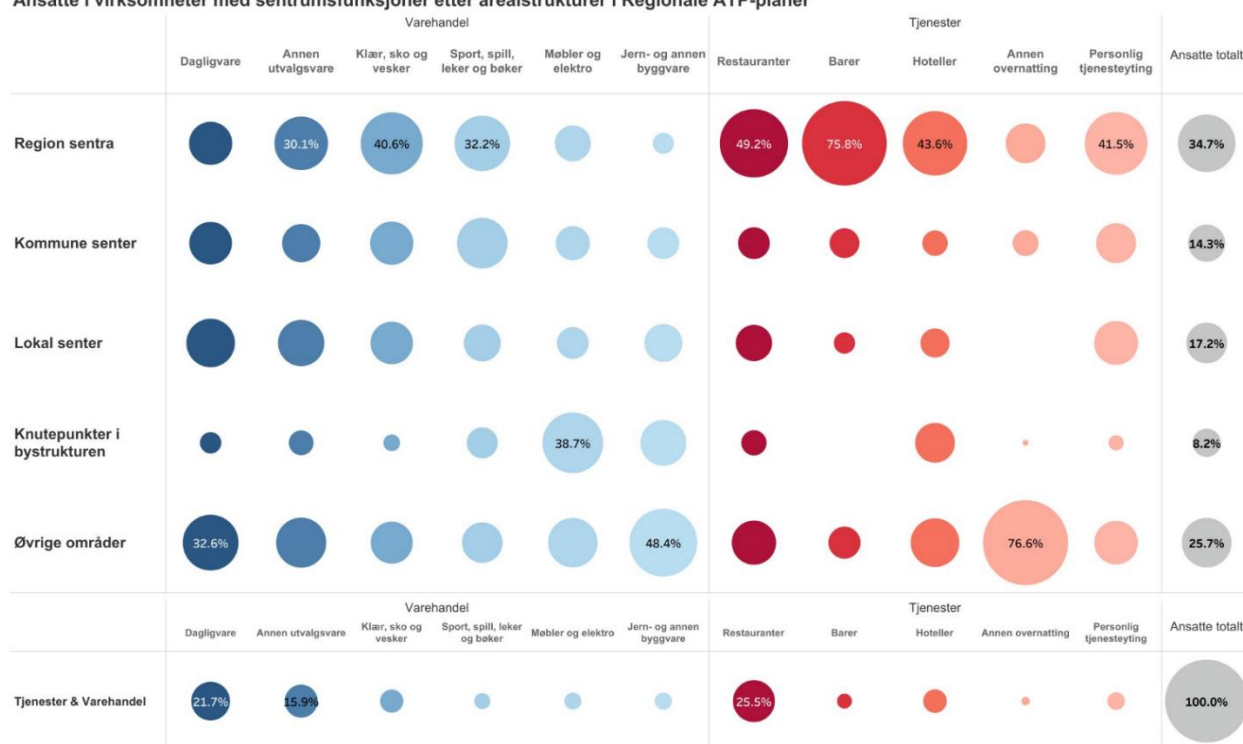 Ansatte i virksomheter med sentrumsfunksjoner etter arealstrukturer i Regionale ATP-planer
Varehandel
Tjenester
Dagligvare
Annen
utvalgsvare
Klær, sko og
vesker
Sport, spill,
leker og bøker
Møbler og
elektro
Jern- og annen
byggvare
Restauranter
Barer
Hoteller
Annen
overnatting
Personlig
tjenesteyting
Ansatte totalt
Region sentra
30.1%
40.6%
32.2%
49.2%
75.8%
43.6%
41.5%
34.7%
Kommune senter
14.3%
Lokal senter
17.2%
Knutepunkter i
bystrukturen
38.7%
8.2%
Øvrige områder
32.6%
48.4%
76.6%
25.7%
Varehandel
Tjenester
Dagligvare
Annen utvalgsvare
Klær, sko og
vesker
Sport, spill, leker
og bøker
Møbler og elektro
Jern- og annen
byggvare
Restauranter
Barer
Hoteller
Annen overnatting
Personlig
tjenesteyting
Ansatte totalt
Tjenester & Varehandel
21.7%
15.9%
25.5%
100.0%